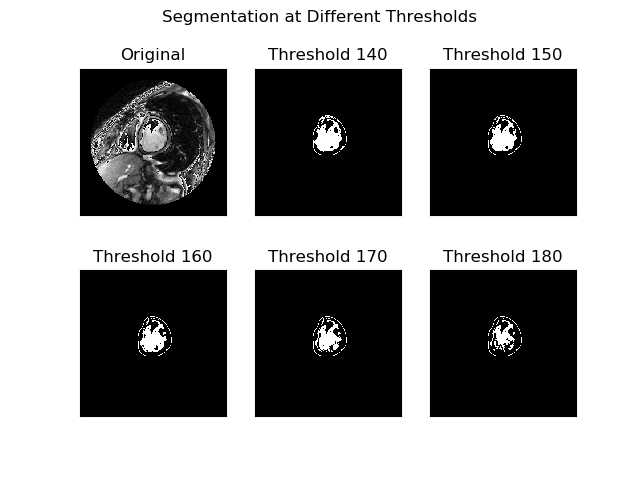 Segmentation at Different Thresholds
Original
Threshold 140
Threshold 150
Threshold 160
Threshold 170
Threshold 180